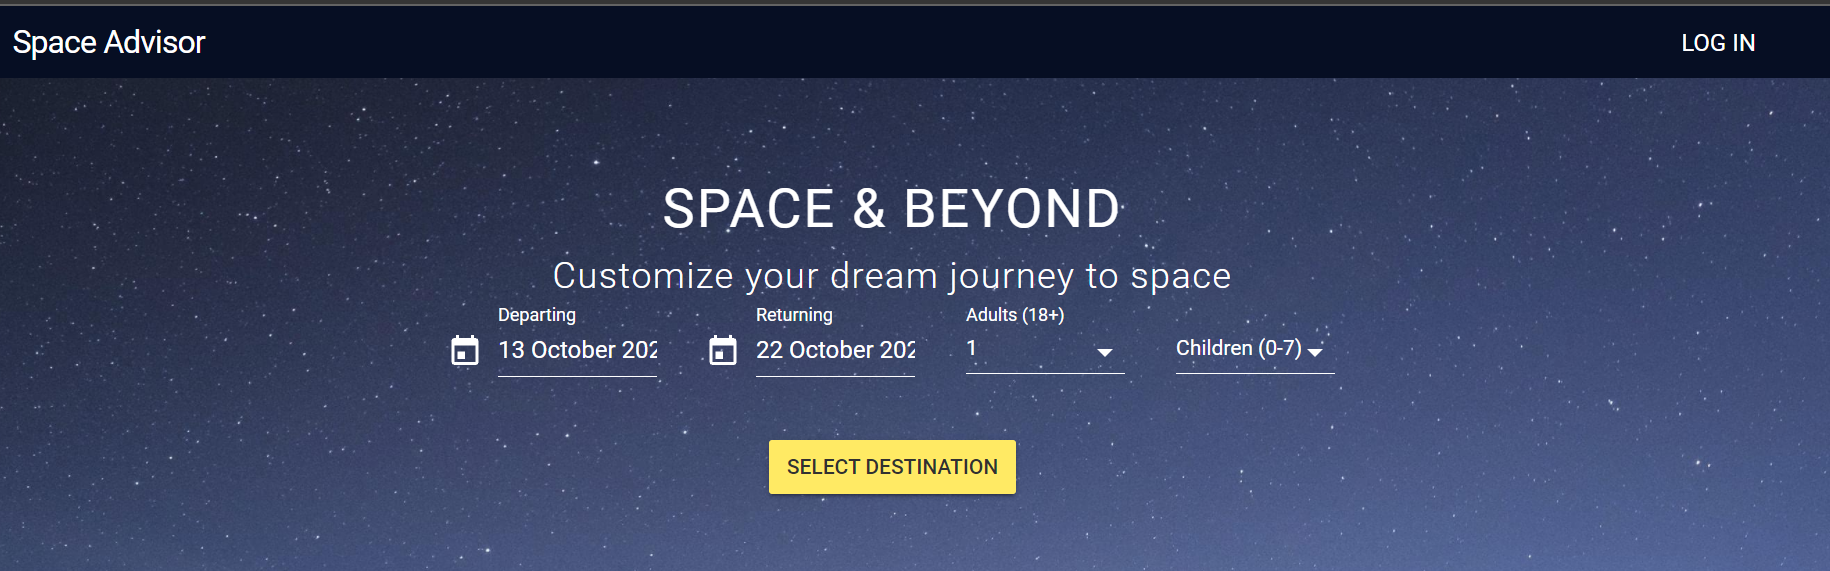 Space Advisor LOG IN
SPACE & BEYOND
Customize your dream journey to space
Departing Returning Adults (18+)
13 October 202 22 October 202 1 Children (0-7)
SELECT DESTINATION